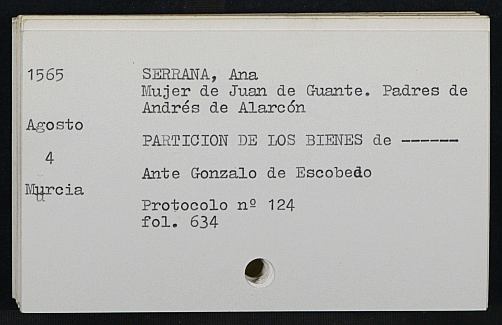 1565
SERRANA, Ana
Mujer de Juan de Guante. Padres de
Andrés de Alarcón
Agosto
PARTICION DE LOS BIENES de ------
4
Ante Gonzalo de Escobedo
Murcia
Protocolo nº 124
fol. 634